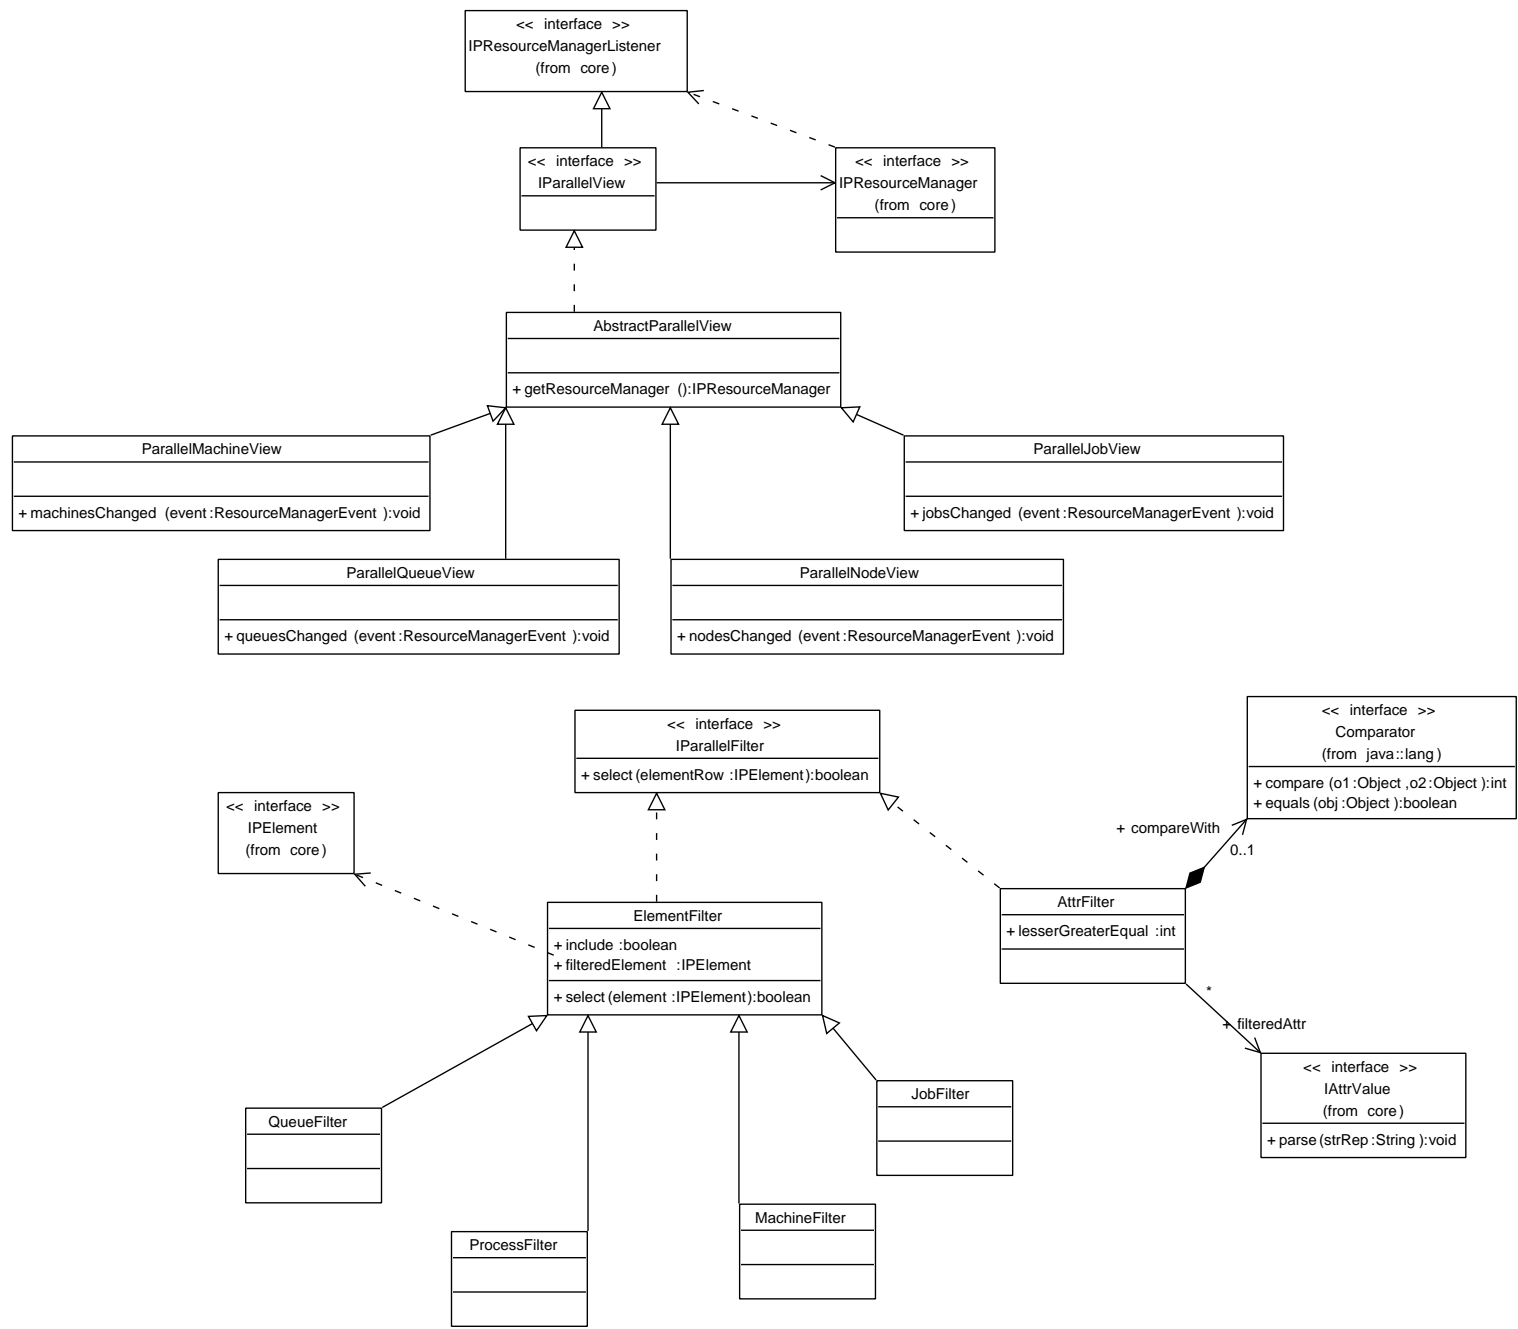 << interface >>
IPResourceManagerListener
(from core)
<< interface >>
IParallelView
<< interface >>
IPResourceManager
(from core)
AbstractParallelView
+ getResourceManager ():IPResourceManager
ParallelMachineView
+ machinesChanged (event:ResourceManagerEvent ):void
ParallelJobView
+ jobsChanged (event:ResourceManagerEvent ):void
ParallelQueueView
+ queuesChanged (event:ResourceManagerEvent ):void
ParallelNodeView
+ nodesChanged (event:ResourceManagerEvent ):void
<< interface >>
IParallelFilter
+ select(elementRow :IPElement):boolean
<< interface >>
Comparator
(from java::lang)
+ compare (o1:Object ,o2:Object ):int
+ equals(obj:Object ):boolean
<< interface >>
IPElement
(from core)
+ compareWith
0..1
ElementFilter
+ include :boolean
+ filteredElement :IPElement
+ select(element :IPElement):boolean
AttrFilter
+ lesserGreaterEqual :int
*
+ filteredAttr
<< interface >>
IAttrValue
(from core)
+ parse(strRep:String ):void
JobFilter
QueueFilter
MachineFilter
ProcessFilter